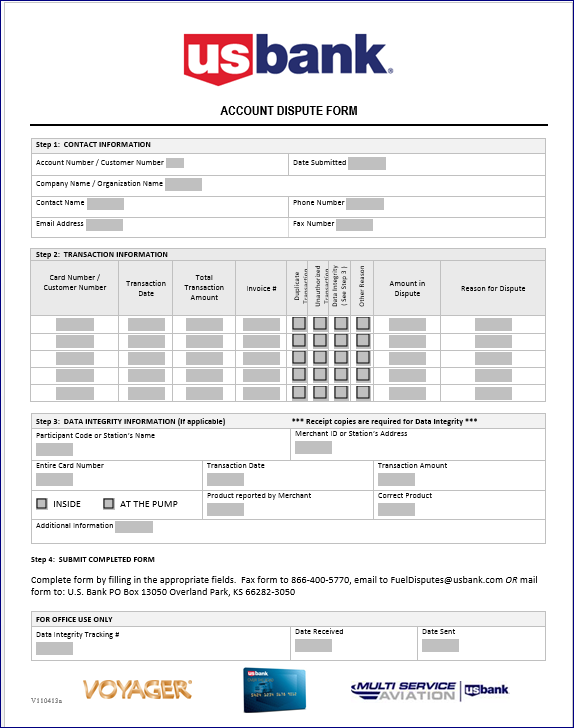 usbank.
ACCOUNT DISPUTE FORM
Step 1: CONTACT INFORMATION
Account Number / Customer Number
Date Submitted
Company Name / Organization Name
Contact Name
Phone Number
Email Address
Fax Number
Step 2: TRANSACTION INFORMATION
Card Number /
Customer Number
Transaction
Date
Total
Transaction
Amount
Invoice #
Duplicate
Transaction
Unauthorized
Transaction
Data Integrity
( See Step 3 )
Other Reason
Amount in
Dispute
Reason for Dispute
Step 3: DATA INTEGRITY INFORMATION (If applicable) *** Receipt copies are required for Data Integrity ***
Participant Code or Station's Name
Merchant ID or Station's Address
Entire Card Number
Transaction Date
Transaction Amount
INSIDE
AT THE PUMP
Product reported by Merchant
Correct Product
Additional Information
Step 4: SUBMIT COMPLETED FORM
Complete form by filling in the appropriate fields. Fax form to 866-400-5770, email to FuelDisputes@usbank.com OR mail
form to: U.S. Bank PO Box 13050 Overland Park, KS 66282-3050
FOR OFFICE USE ONLY
Data Integrity Tracking #
Date Received
Date Sent
V110413a
VOYAGER
usbank
MULTI SERVICE
AVIATION
usbank